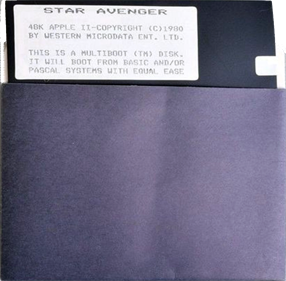 STAR AVENGER
48K APPLE II-COPYRIGHT (C)1980
BY WESTERN MICRODATA ENT. LTD.
THIS IS A MULTIBOOT (TM) DISK.
IT WILL BOOT FROM BASIC AND/OR
PASCAL SYSTEMS WITH EQUAL EASE